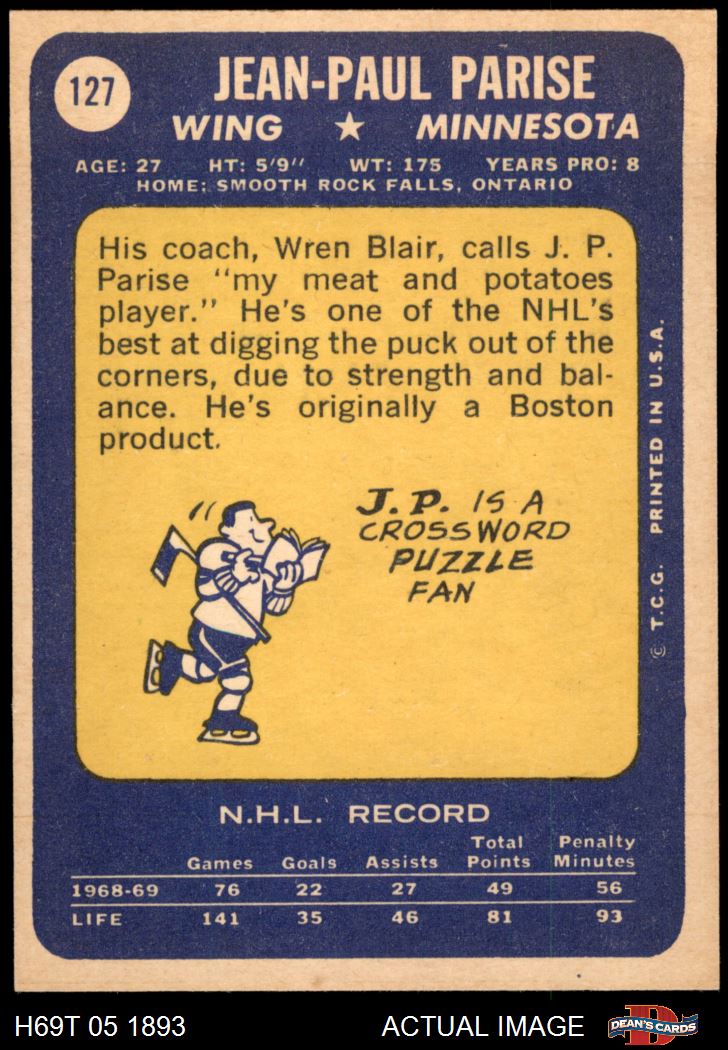 127
JEAN-PAUL PARISE
WING ★ MINNESOTA
AGE: 27 HT: 5'9" WT: 175 YEARS PRO: 8
HOME: SMOOTH ROCK FALLS, ONTARIO
His coach, Wren Blair, calls J. P.
Parise "my meat and potatoes
player." He's one of the NHL's
best at digging the puck out of the
corners, due to strength and bal-
ance. He's originally a Boston
product.
J.P. IS A
CROSSWORD
PUZZLE
FAN
© T.C.G. PRINTED IN U.S.A.
N.H.L. RECORD
Games Goals Assists Total Points Penalty Minutes
1968-69 76 22 27 49 56
LIFE 141 35 46 81 93
H69T 05 1893 ACTUAL IMAGE
D
DEAN'S CARDS